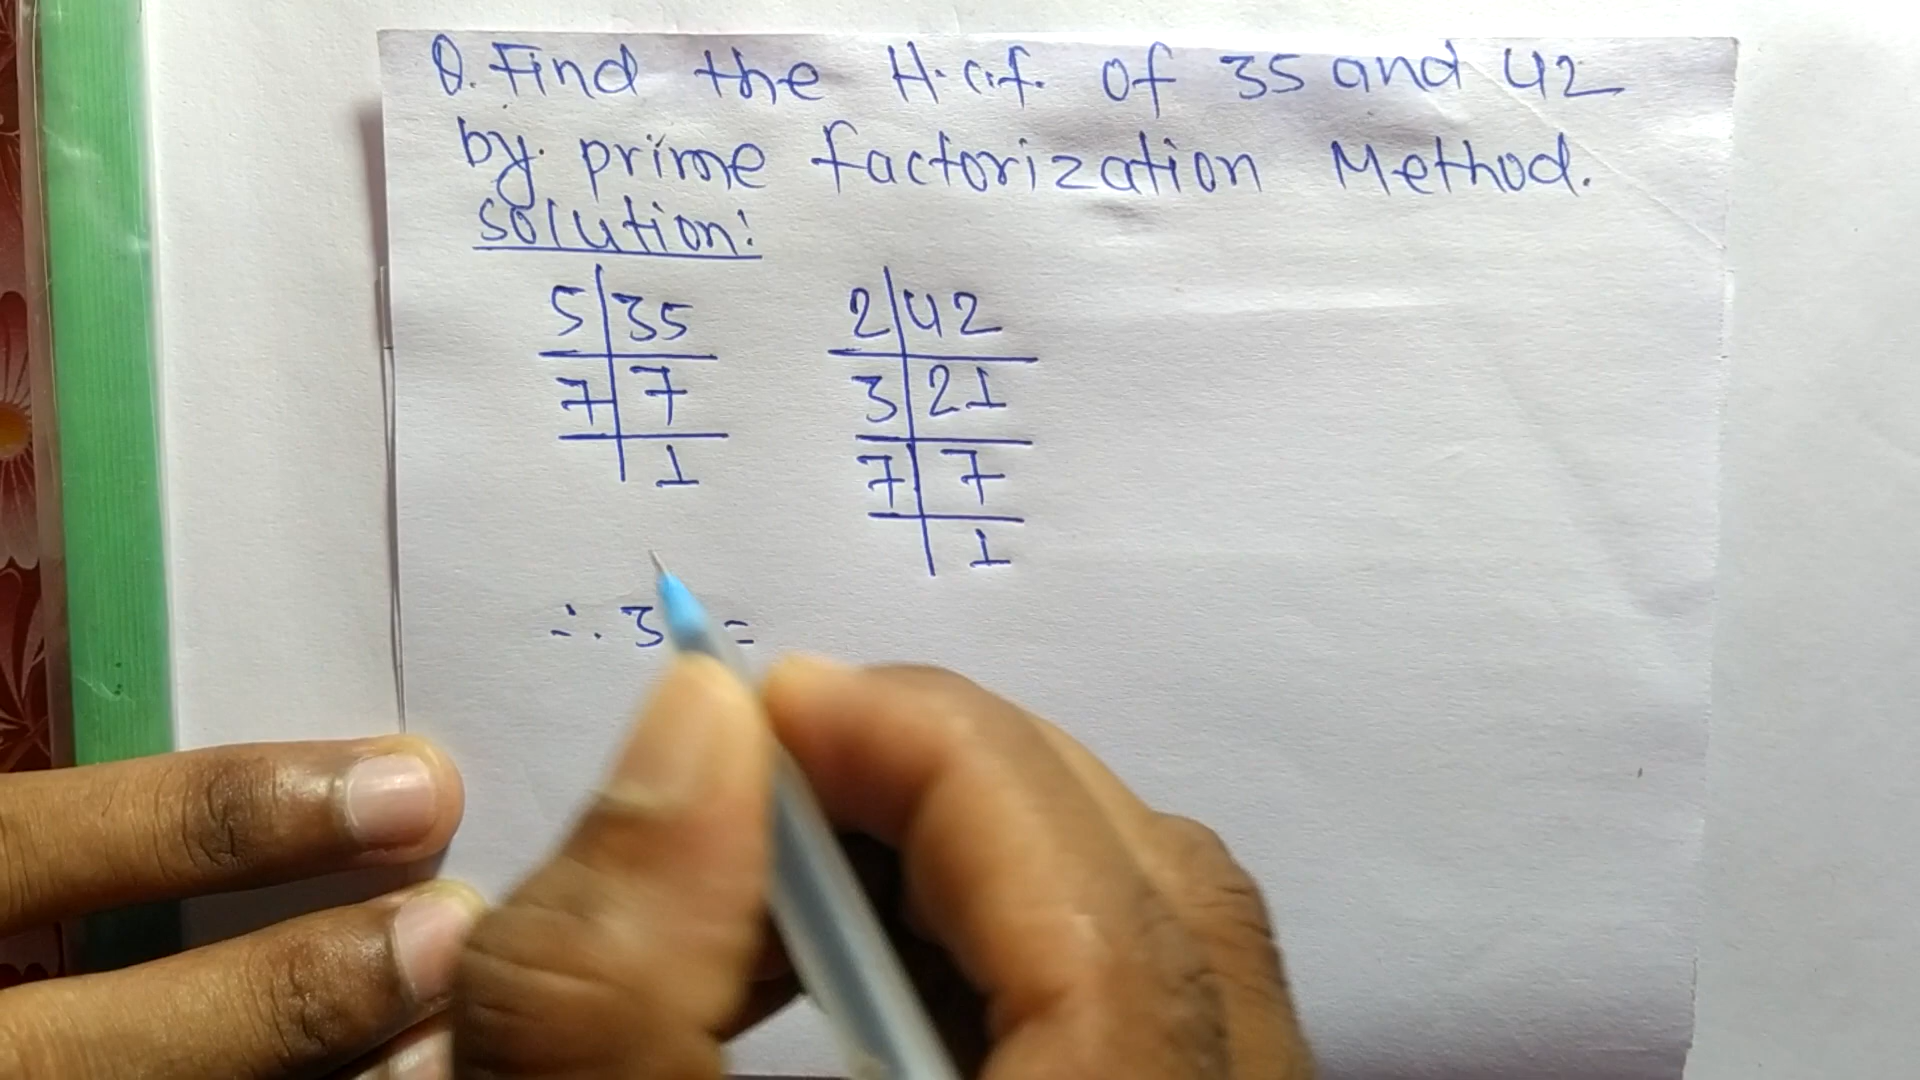 Q. Find the H.C.f. of 35 and 42
by prime factorization Method.
Solution:
5 | 35 2 | 42
7 | 7 3 | 21
1 7 | 7
1
∴ 3 =